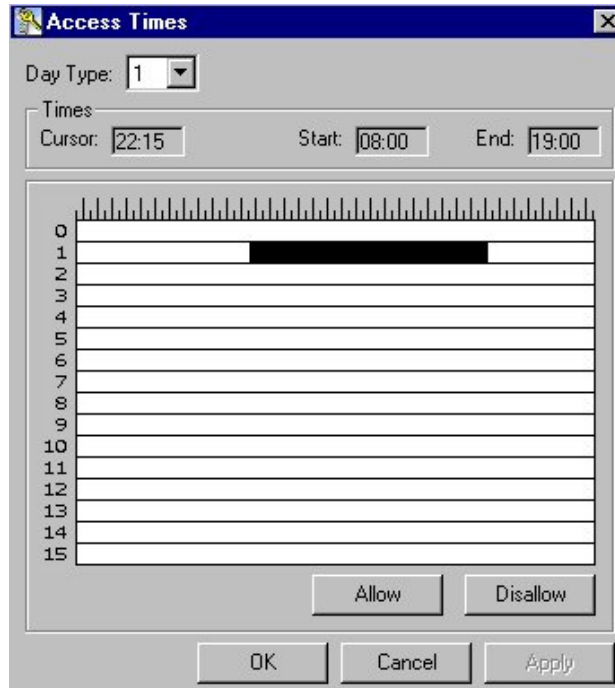 Access Times
Day Type: 1
Times
Cursor: 22:15 Start: 08:00 End: 19:00
0
1
2
3
4
5
6
7
8
9
10
11
12
13
14
15
Allow Disallow
OK Cancel Apply